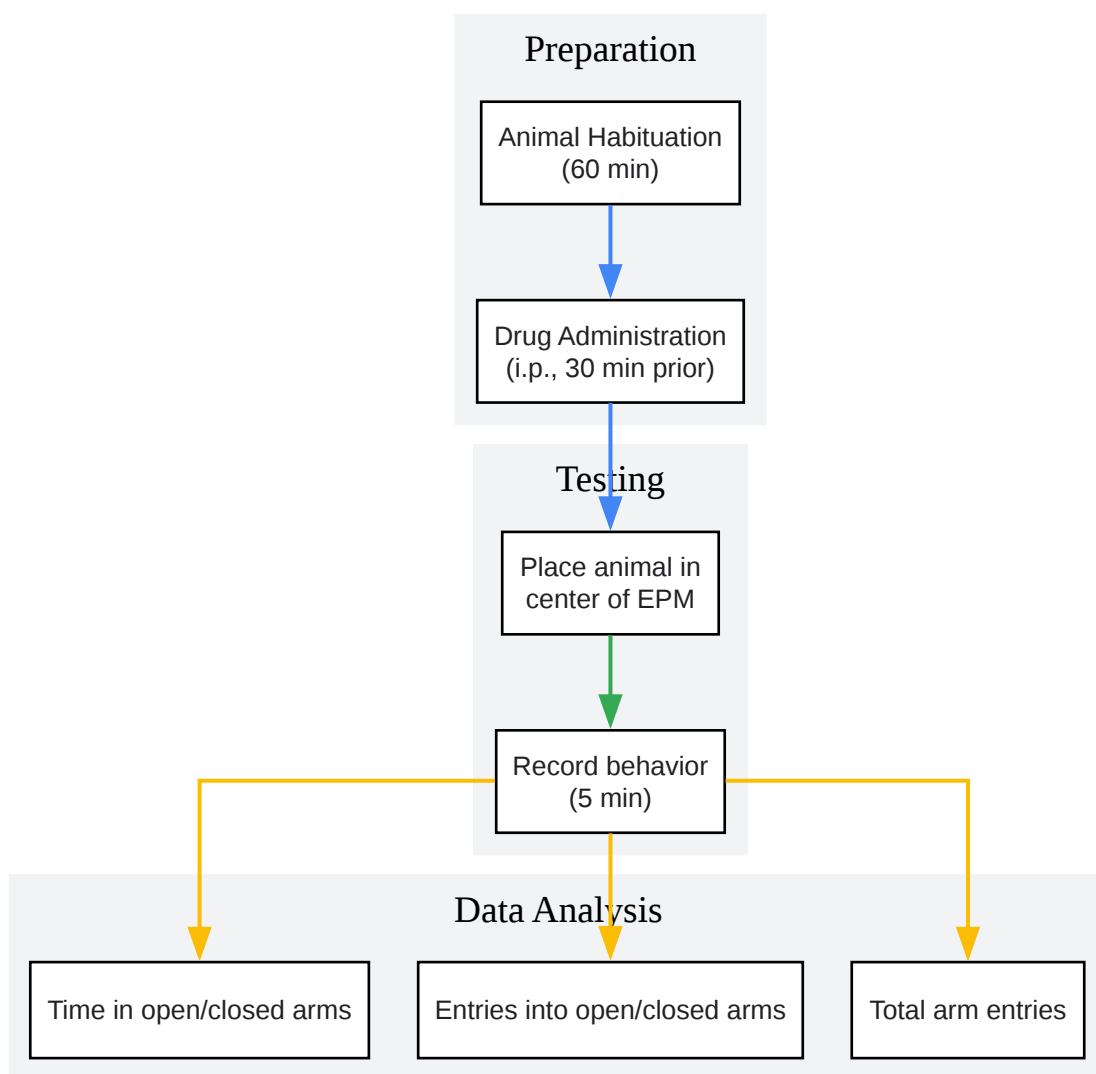 Preparation
Animal Habituation
(60 min)
Drug Administration
(i.p., 30 min prior)
Testing
Place animal in
center of EPM
Record behavior
(5 min)
Data Analysis
Time in open/closed arms
Entries into open/closed arms
Total arm entries